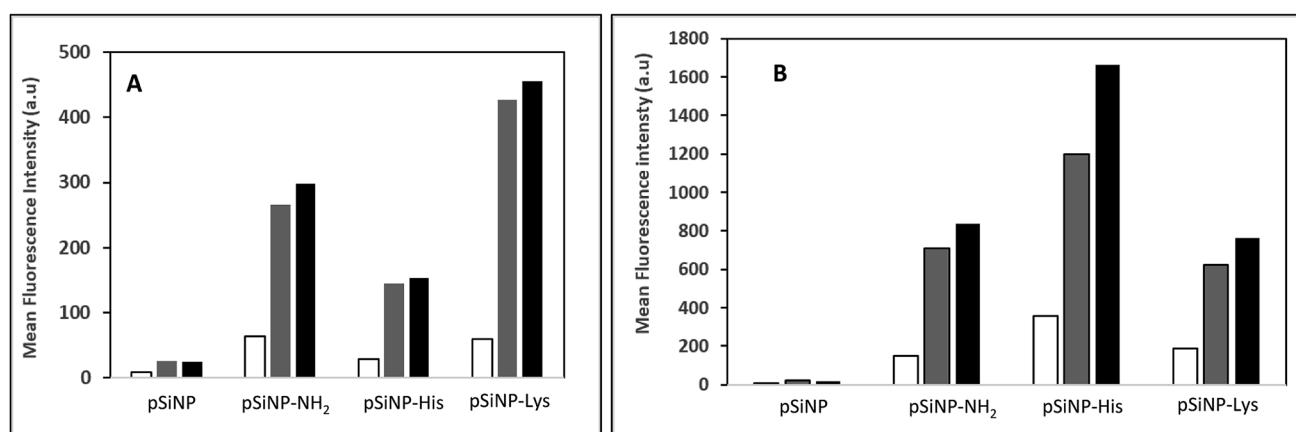 Mean Fluorescence Intensity (a.u)
A
500
400
300
200
100
0
pSiNP pSiNP-NH₂ pSiNP-His pSiNP-Lys
Mean Fluorescence intensty (a.u)
B
1800
1600
1400
1200
1000
800
600
400
200
0
pSiNP pSiNP-NH₂ pSiNP-His pSiNP-Lys